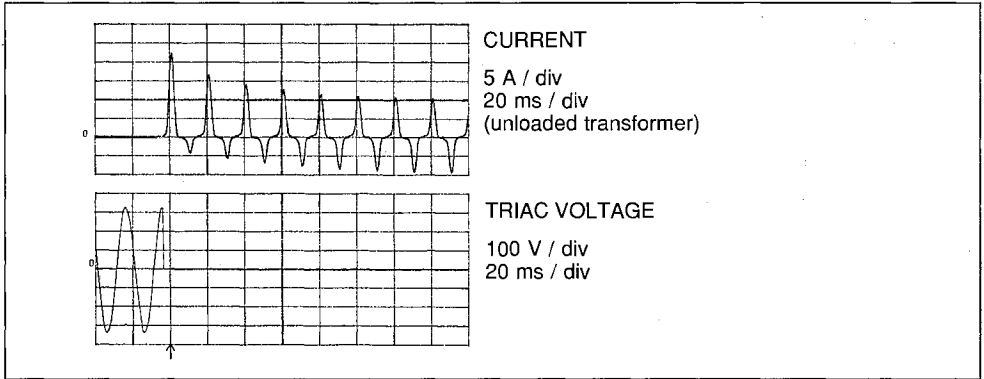 CURRENT
5 A / div
20 ms / div
(unloaded transformer)
0
TRIAC VOLTAGE
100 V / div
20 ms / div
0